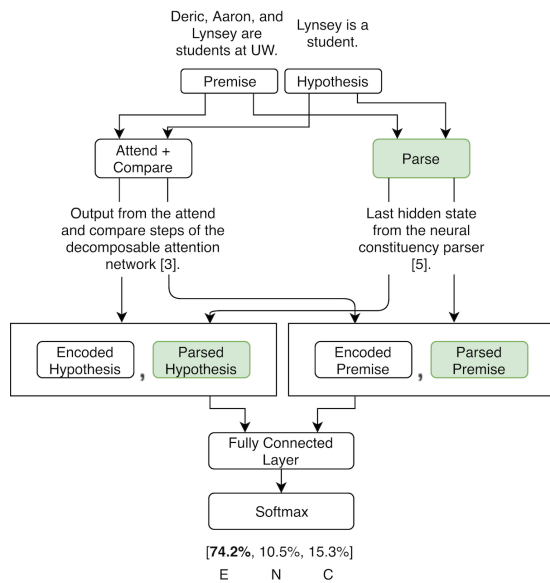 Deric, Aaron, and
Lynsey are
students at UW.
Lynsey is a
student.
Premise
Hypothesis
Attend +
Compare
Parse
Output from the attend
and compare steps of the
decomposable attention
network [3].
Last hidden state
from the neural
constituency parser
[5].
Encoded
Hypothesis
,
Parsed
Hypothesis
Encoded
Premise
,
Parsed
Premise
Fully Connected
Layer
Softmax
[74.2%, 10.5%, 15.3%]
E N C